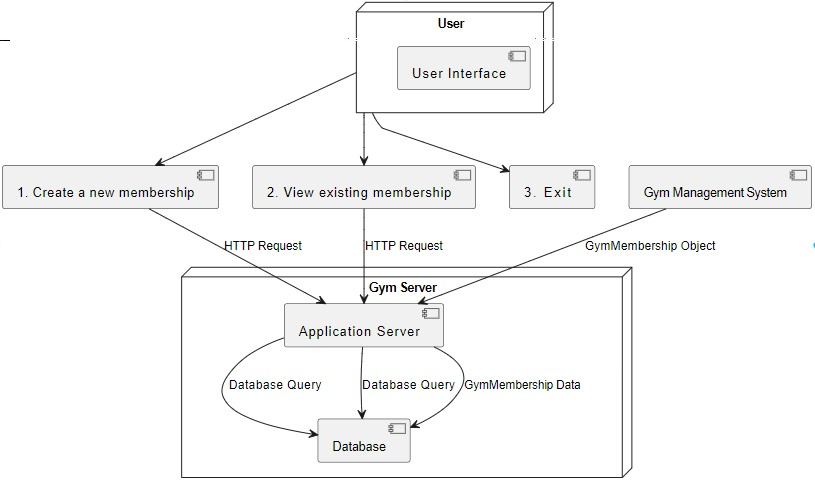 User
User Interface
1. Create a new membership
2. View existing membership
3. Exit
Gym Management System
HTTP Request
HTTP Request
GymMembership Object
Gym Server
Application Server
Database Query
Database Query
GymMembership Data
Database